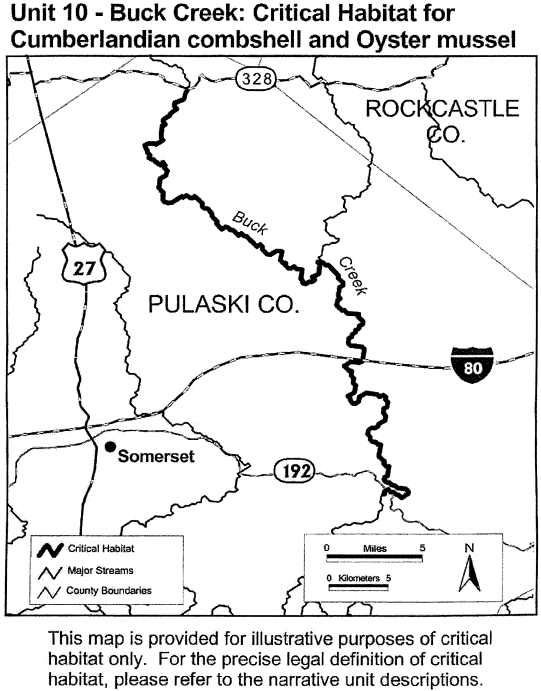 Unit 10 - Buck Creek: Critical Habitat for
Cumberlandian combshell and Oyster mussel
328
ROCKCASTLE
CO.
Buck
Creek
27
PULASKI CO.
80
Somerset
192
Critical Habitat
Major Streams
County Boundaries
0 Miles 5
0 Kilometers 5
N
This map is provided for illustrative purposes of critical
habitat only. For the precise legal definition of critical
habitat, please refer to the narrative unit descriptions.